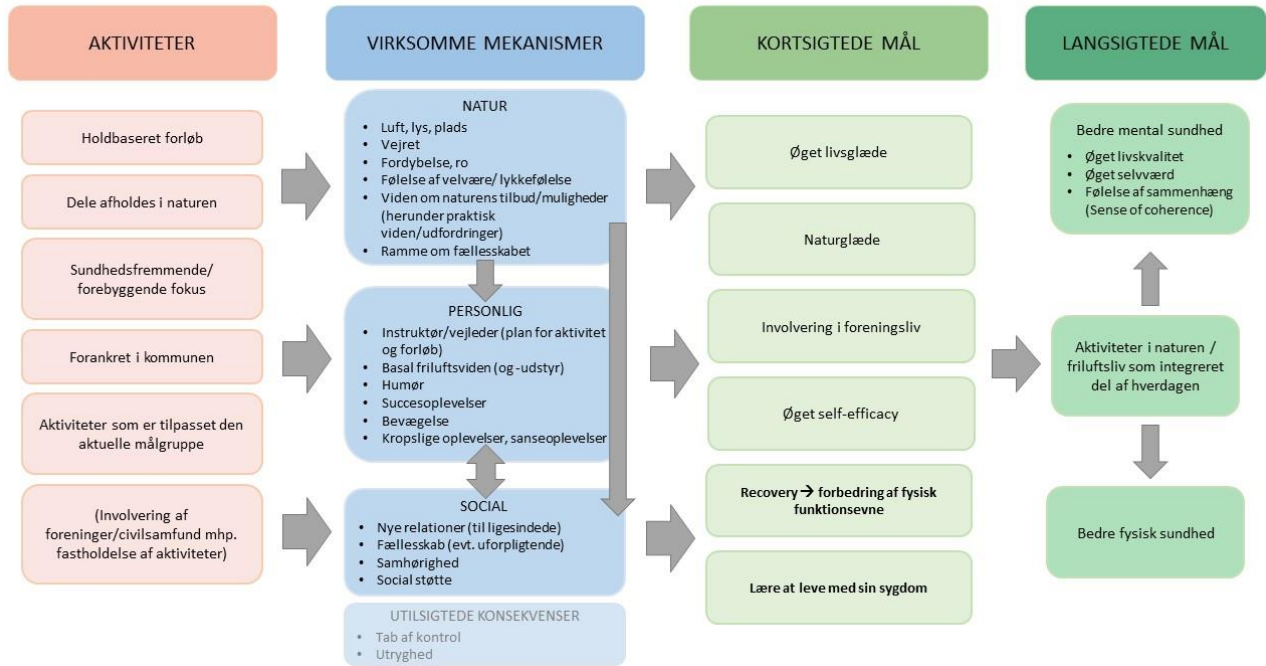 AKTIVITETER
Holdbaseret forløb
Dele afholdes i naturen
Sundhedsfremmende/
forebyggende fokus
Forankret i kommunen
Aktiviteter som er tilpasset den
aktuelle målgruppe
(Involvering af
foreninger/civilsamfund mhp.
fastholdelse af aktiviteter)
VIRKSOMME MEKANISMER
NATUR
• Luft, lys, plads
• Vejret
• Fordybelse, ro
• Følelse af velvære/ lykkefølelse
• Viden om naturens tilbud/muligheder
(herunder praktisk
viden/udfordringer)
• Ramme om fællesskabet
PERSONLIG
• Instruktør/vejleder (plan for aktivitet
og forløb)
• Basal friluftsviden (og -udstyr)
• Humør
• Succesoplevelser
• Bevægelse
• Kropslige oplevelser, sanseoplevelser
SOCIAL
• Nye relationer (til ligesindede)
• Fællesskab (evt. uforpligtende)
• Samhørighed
• Social støtte
UTILSIGTEDE KONSEKVENSER
• Tab af kontrol
• Utryghed
KORTSIGTEDE MÅL
Øget livsglæde
Naturglæde
Involvering i foreningsliv
Øget self-efficacy
Recovery → forbedring af fysisk
funktionsevne
Lære at leve med sin sygdom
LANGSIGTEDE MÅL
Bedre mental sundhed
• Øget livskvalitet
• Øget selvværd
• Følelse af sammenhæng
(Sense of coherence)
Aktiviteter i naturen /
friluftsliv som integreret
del af hverdagen
Bedre fysisk sundhed